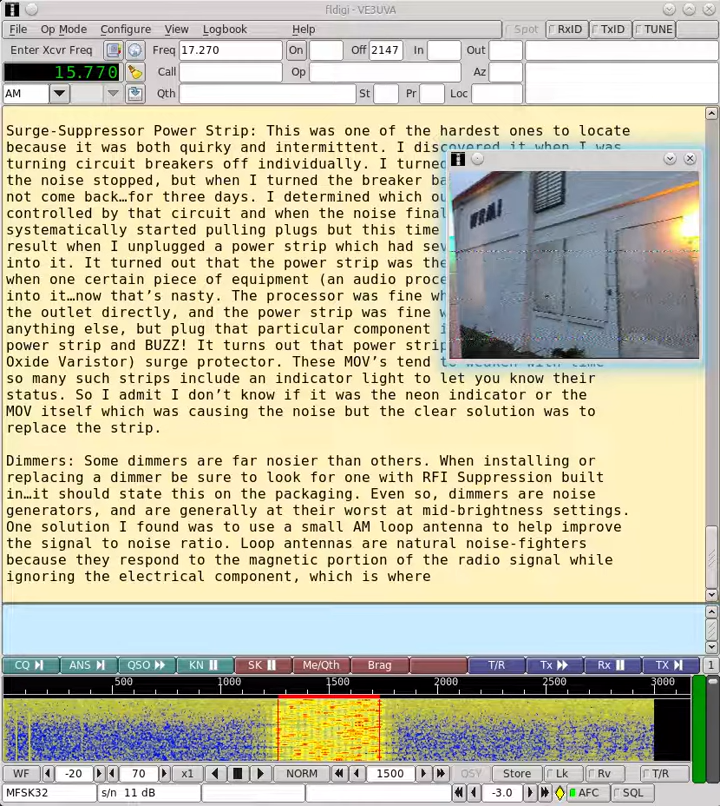 fldigi - VE3UVA
File Op Mode Configure View Logbook Help Spot RxID TxID TUNE
Enter Xcvr Freq Freq 17.270 On Off 2147 In Out
15.770 Call Op Az
AM Qth St Pr Loc
Surge-Suppressor Power Strip: This was one of the hardest ones to locate
because it was both quirky and intermittent. I discovered it when I was
turning circuit breakers off individually. I turned
the noise stopped, but when I turned the breaker ba
not come back…for three days. I determined which ou
controlled by that circuit and when the noise final
systematically started pulling plugs but this time
result when I unplugged a power strip which had sev
into it. It turned out that the power strip was the
when one certain piece of equipment (an audio proce
into it…now that's nasty. The processor was fine wh
the outlet directly, and the power strip was fine w
anything else, but plug that particular component i
power strip and BUZZ! It turns out that power strip
Oxide Varistor) surge protector. These MOV's tend to weaken with time
so many such strips include an indicator light to let you know their
status. So I admit I don't know if it was the neon indicator or the
MOV itself which was causing the noise but the clear solution was to
replace the strip.
Dimmers: Some dimmers are far nosier than others. When installing or
replacing a dimmer be sure to look for one with RFI Suppression built
in…it should state this on the packaging. Even so, dimmers are noise
generators, and are generally at their worst at mid-brightness settings.
One solution I found was to use a small AM loop antenna to help improve
the signal to noise ratio. Loop antennas are natural noise-fighters
because they respond to the magnetic portion of the radio signal while
ignoring the electrical component, which is where
WRMI
CQ ANS QSO KN SK Me/Qth Brag T/R Tx Rx TX 1
500 1000 1500 2000 2500 3000
WF -20 70 x1 NORM 1500 QSY Store Lk Rv T/R
MFSK32 s/n 11 dB -3.0 AFC SQL